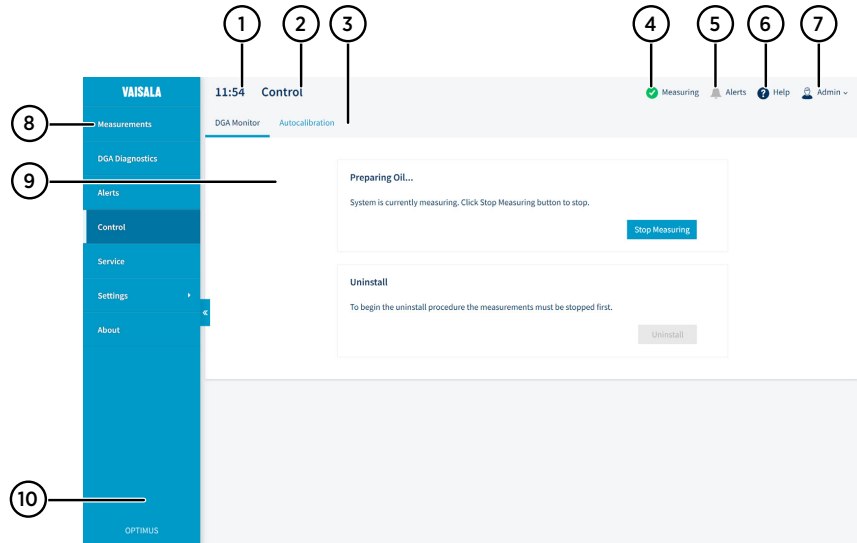 1 2 3 4 5 6 7
VAISALA
11:54 Control
Measuring Alerts ? Help Admin
8
Measurements
DGA Monitor Autocalibration
DGA Diagnostics
9
Preparing Oil...
Alerts
System is currently measuring. Click Stop Measuring button to stop.
Control
Stop Measuring
Service
Uninstall
Settings
To begin the uninstall procedure the measurements must be stopped first.
About
Uninstall
10
OPTIMUS